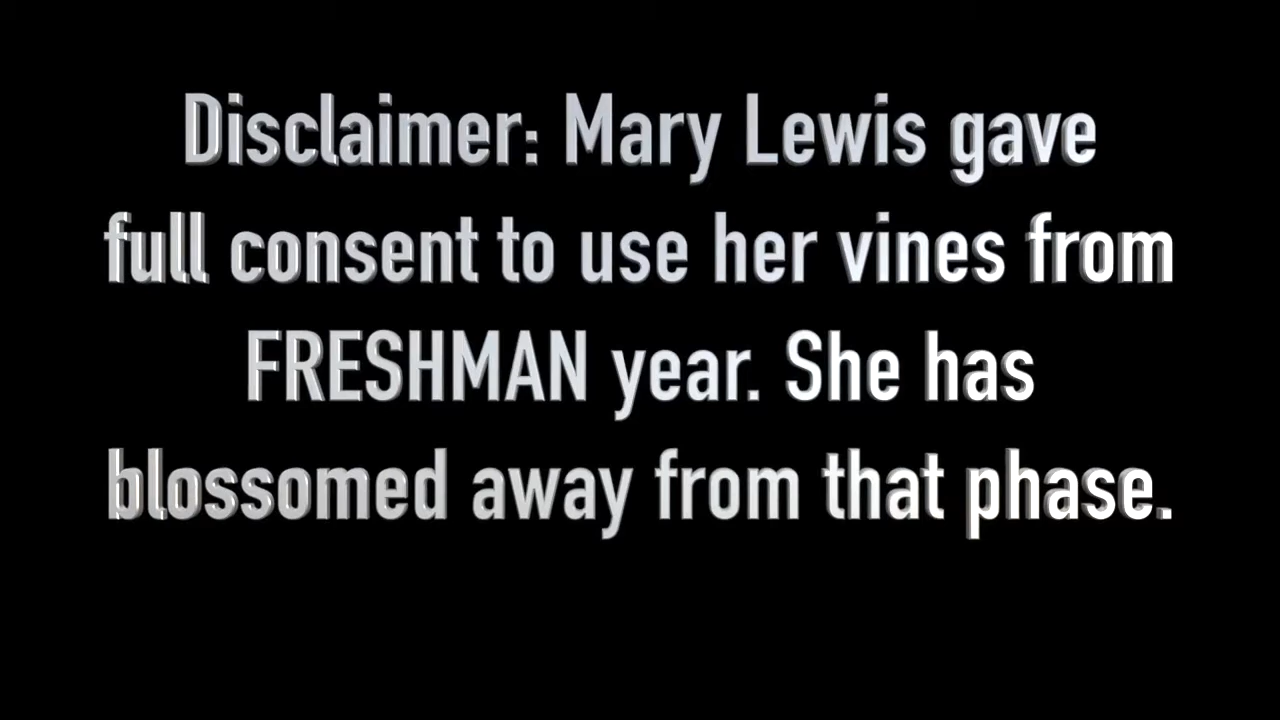 Disclaimer: Mary Lewis gave
full consent to use her vines from
FRESHMAN year. She has
blossomed away from that phase.